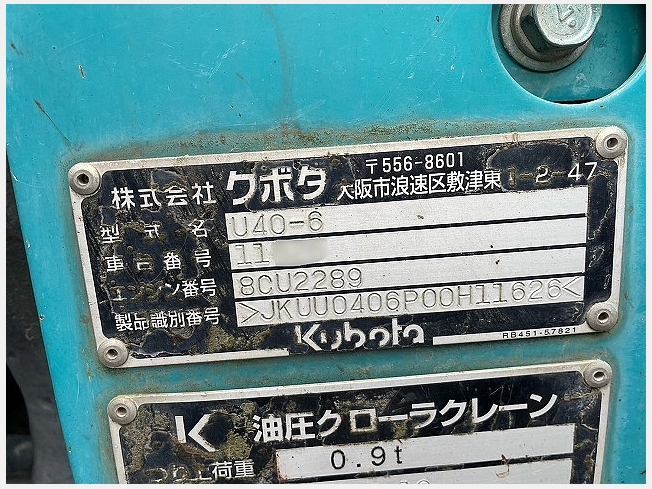 株式会社 クボタ 〒556-8601
大阪市浪速区敷津東1-2-47
型式名 U40-6
車台番号 11
エンジン番号 8CU2289
製品識別番号 >JKUU0406P00H11626<
Kubota
RB451-57821
K 油圧クローラクレーン
つり上荷重 0.9t